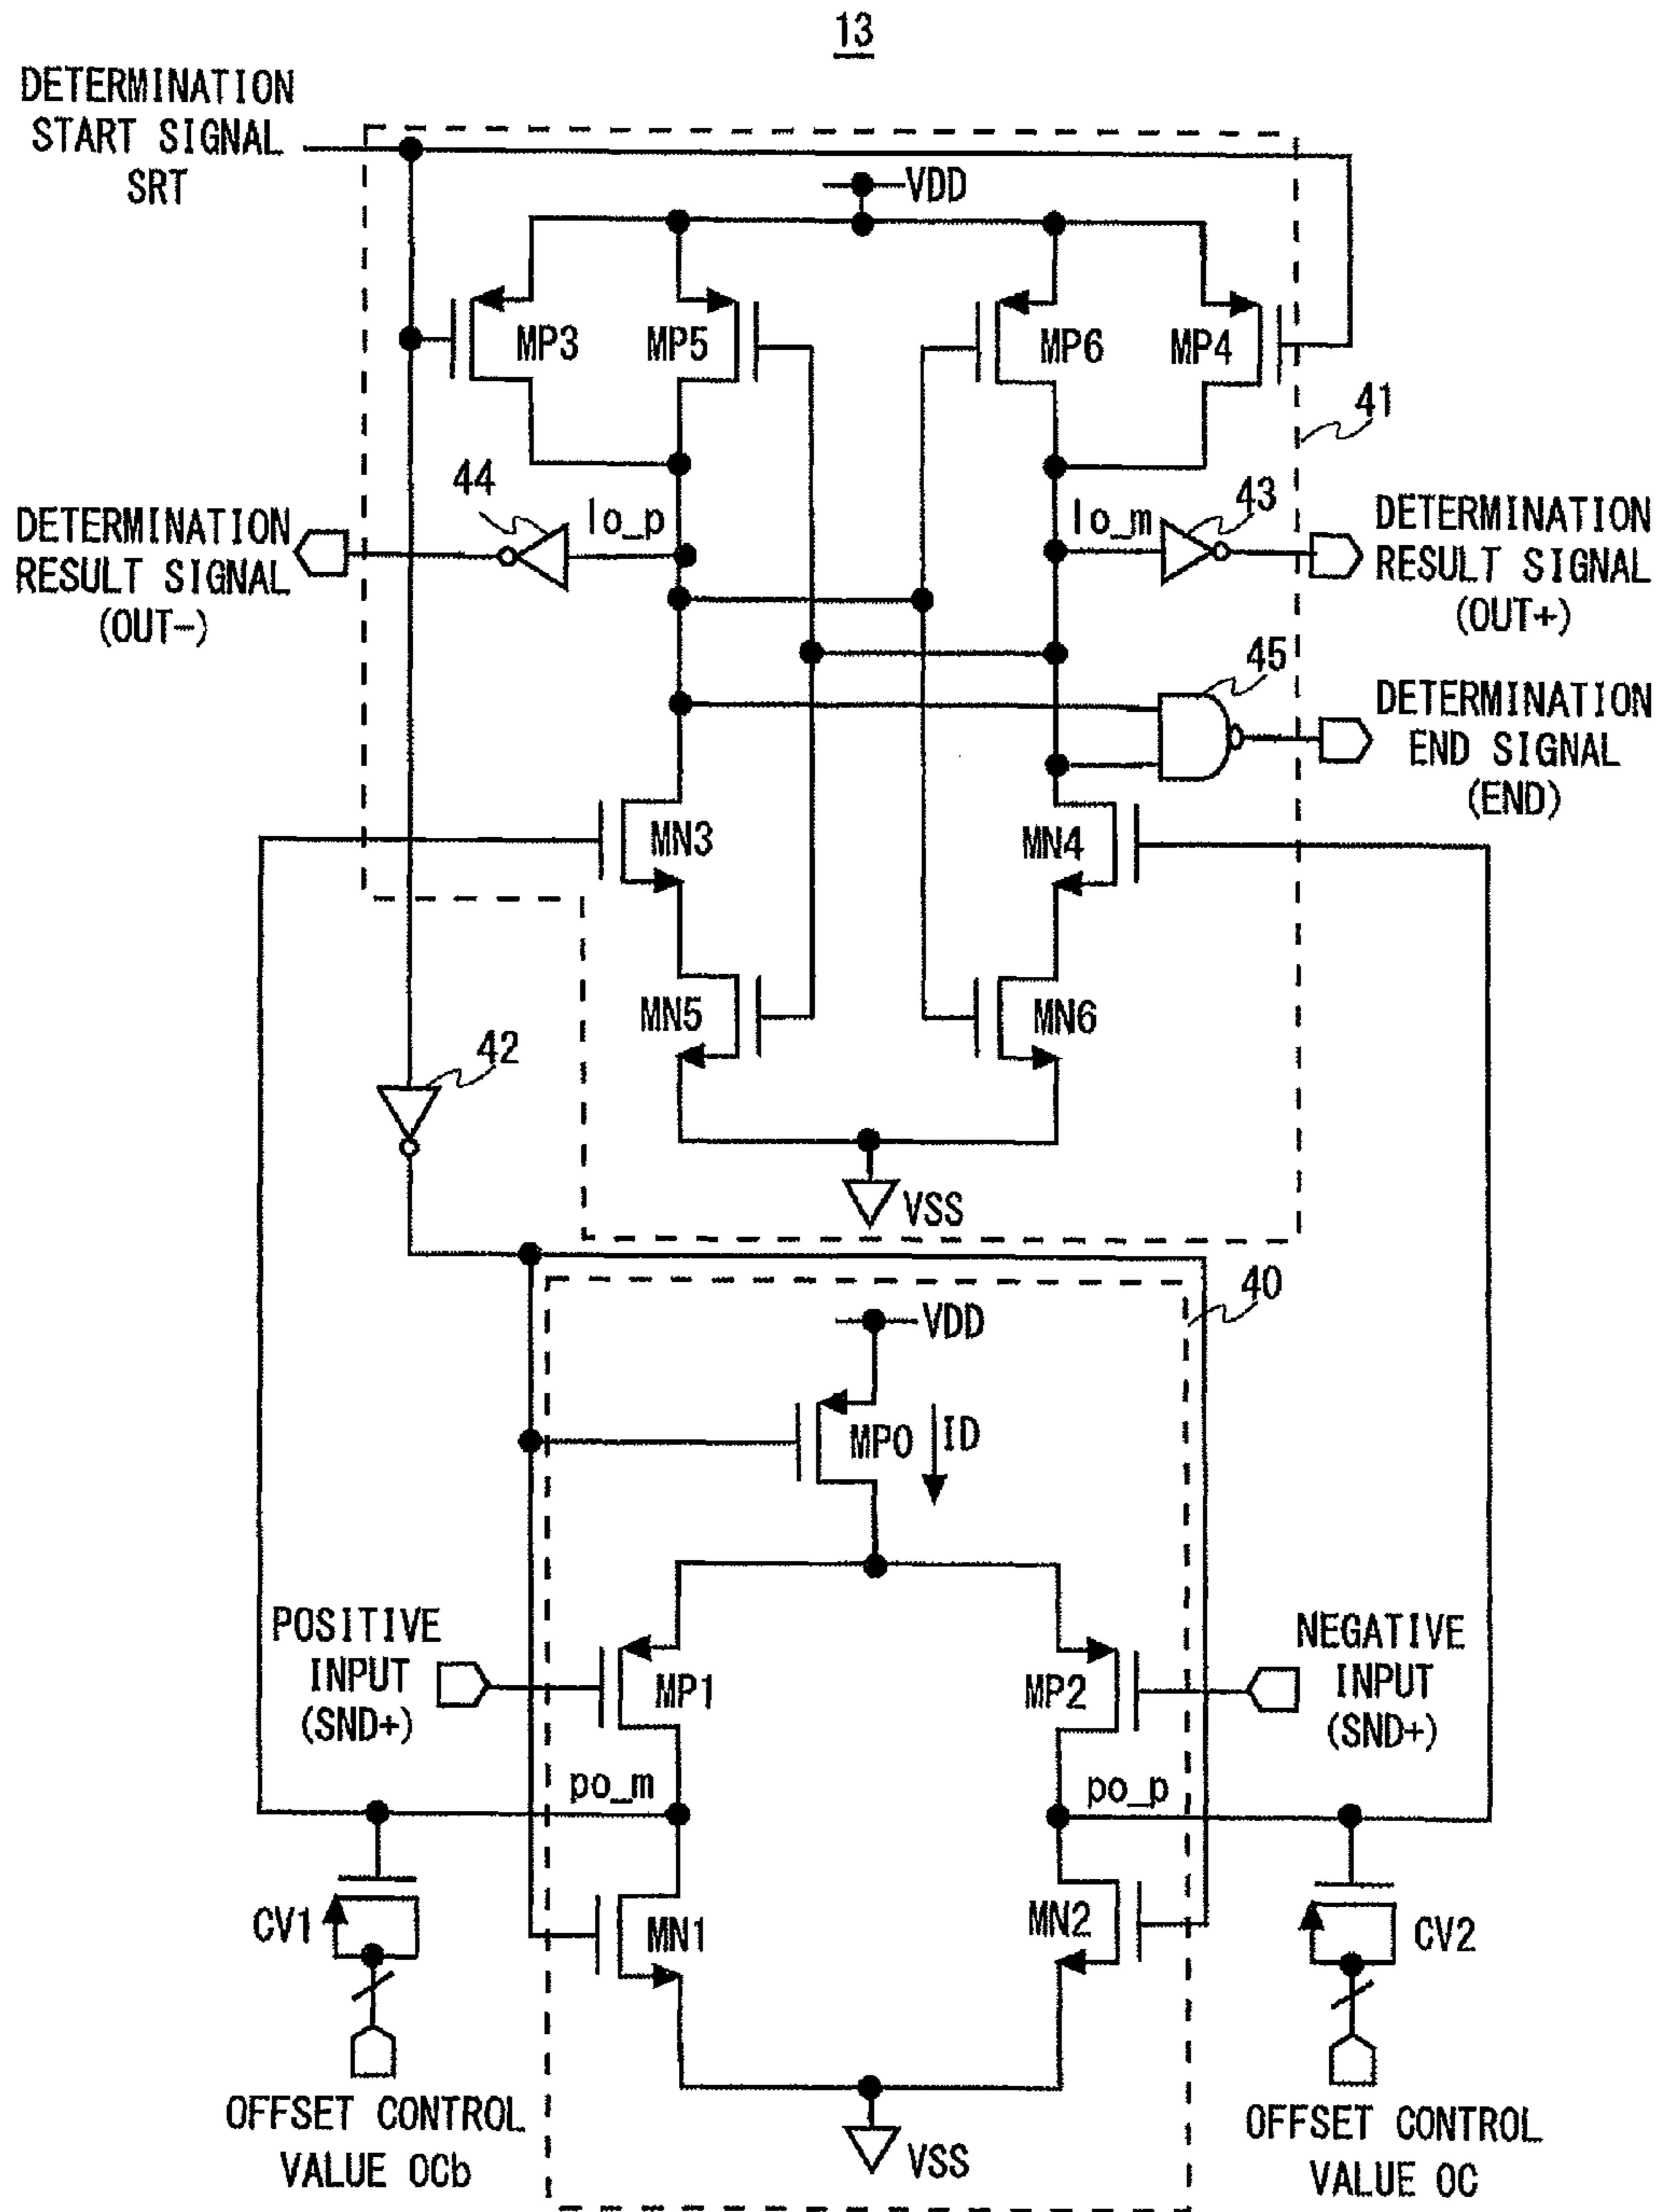 13
DETERMINATION
START SIGNAL
SRT
VDD
MP3
MP5
MP6
MP4
41
44
lo_p
lo_m
43
DETERMINATION
RESULT SIGNAL
(OUT-)
DETERMINATION
RESULT SIGNAL
(OUT+)
45
DETERMINATION
END SIGNAL
(END)
MN3
MN4
MN5
MN6
42
VSS
40
VDD
MP0
ID
POSITIVE
INPUT
(SND+)
MP1
MP2
NEGATIVE
INPUT
(SND+)
po_m
po_p
CV1
MN1
MN2
CV2
OFFSET CONTROL
VALUE OCb
VSS
OFFSET CONTROL
VALUE OC